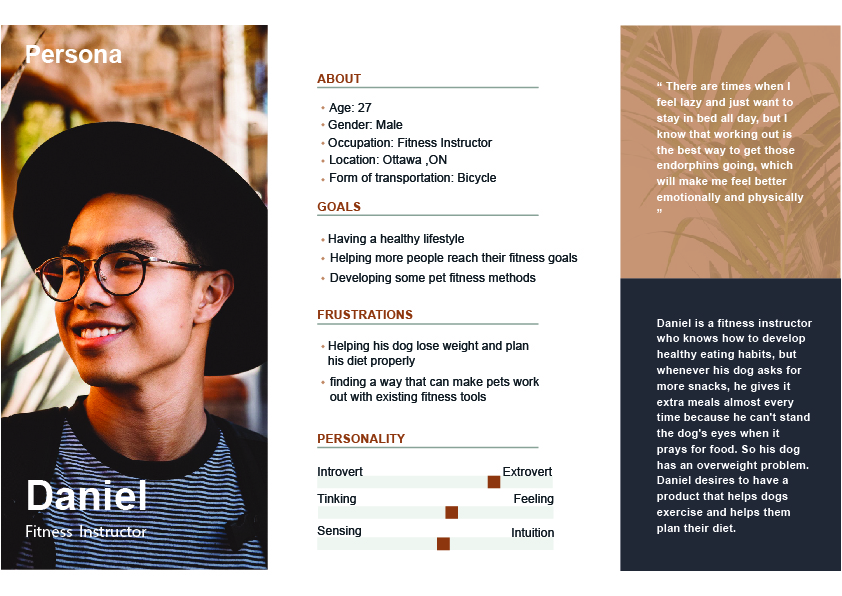 Persona
Daniel
Fitness Instructor
ABOUT
• Age: 27
• Gender: Male
• Occupation: Fitness Instructor
• Location: Ottawa ,ON
• Form of transportation: Bicycle
GOALS
• Having a healthy lifestyle
• Helping more people reach their fitness goals
• Developing some pet fitness methods
FRUSTRATIONS
• Helping his dog lose weight and plan
his diet properly
• finding a way that can make pets work
out with existing fitness tools
PERSONALITY
Introvert Extrovert
Tinking Feeling
Sensing Intuition
“ There are times when I
feel lazy and just want to
stay in bed all day, but I
know that working out is
the best way to get those
endorphins going, which
will make me feel better
emotionally and physically
”
Daniel is a fitness instructor
who knows how to develop
healthy eating habits, but
whenever his dog asks for
more snacks, he gives it
extra meals almost every
time because he can't stand
the dog's eyes when it
prays for food. So his dog
has an overweight problem.
Daniel desires to have a
product that helps dogs
exercise and helps them
plan their diet.